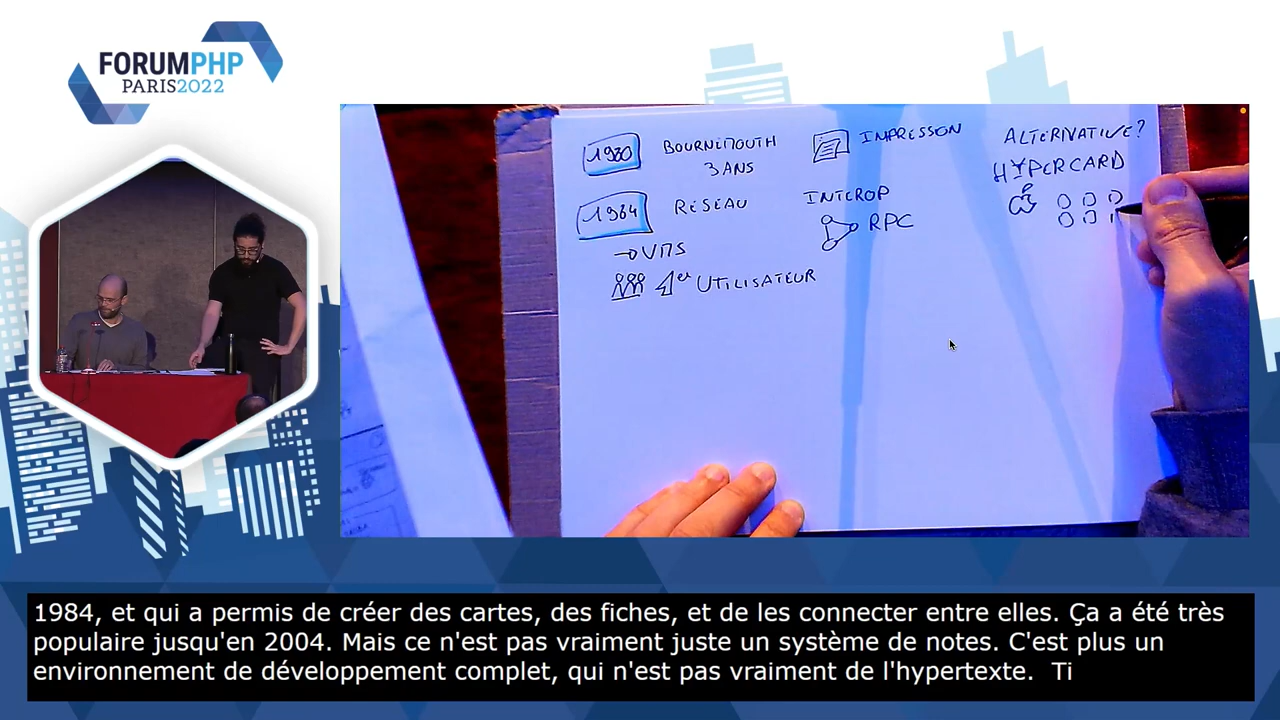 FORUMPHP
PARIS2022
1980 BOURNEMOUTH
3 ANS
1984 RÉSEAU
→ VMS
1er UTILISATEUR
IMPRESSION
INTEROP
RPC
ALTERNATIVE?
HYPERCARD
1984, et qui a permis de créer des cartes, des fiches, et de les connecter entre elles. Ça a été très
populaire jusqu'en 2004. Mais ce n'est pas vraiment juste un système de notes. C'est plus un
environnement de développement complet, qui n'est pas vraiment de l'hypertexte. Ti